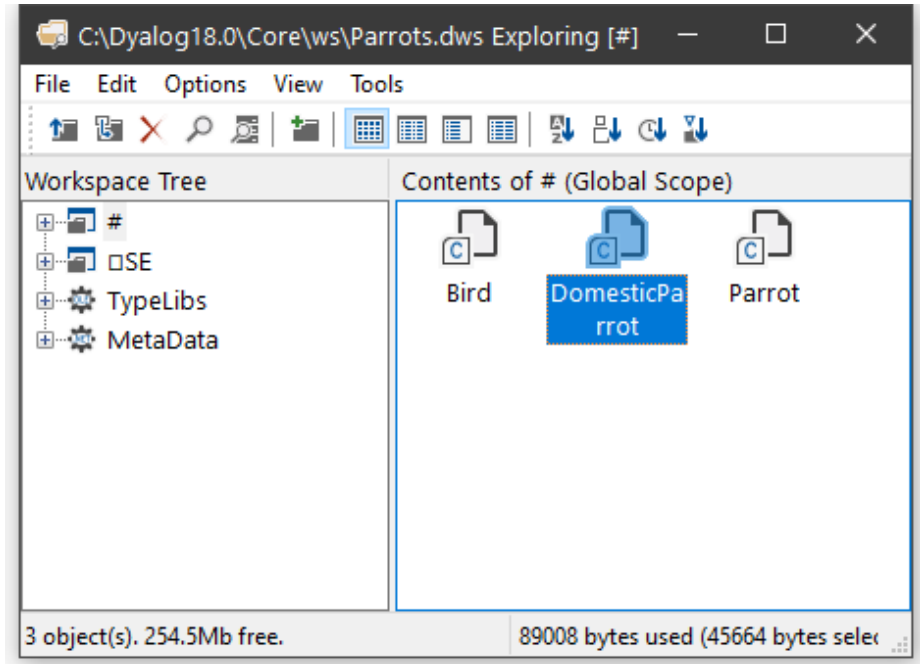 C:\Dyalog18.0\Core\ws\Parrots.dws Exploring [#]
File Edit Options View Tools
Workspace Tree
Contents of # (Global Scope)
#
⎕SE
TypeLibs
MetaData
Bird
DomesticPa
rrot
Parrot
3 object(s). 254.5Mb free.
89008 bytes used (45664 bytes selec